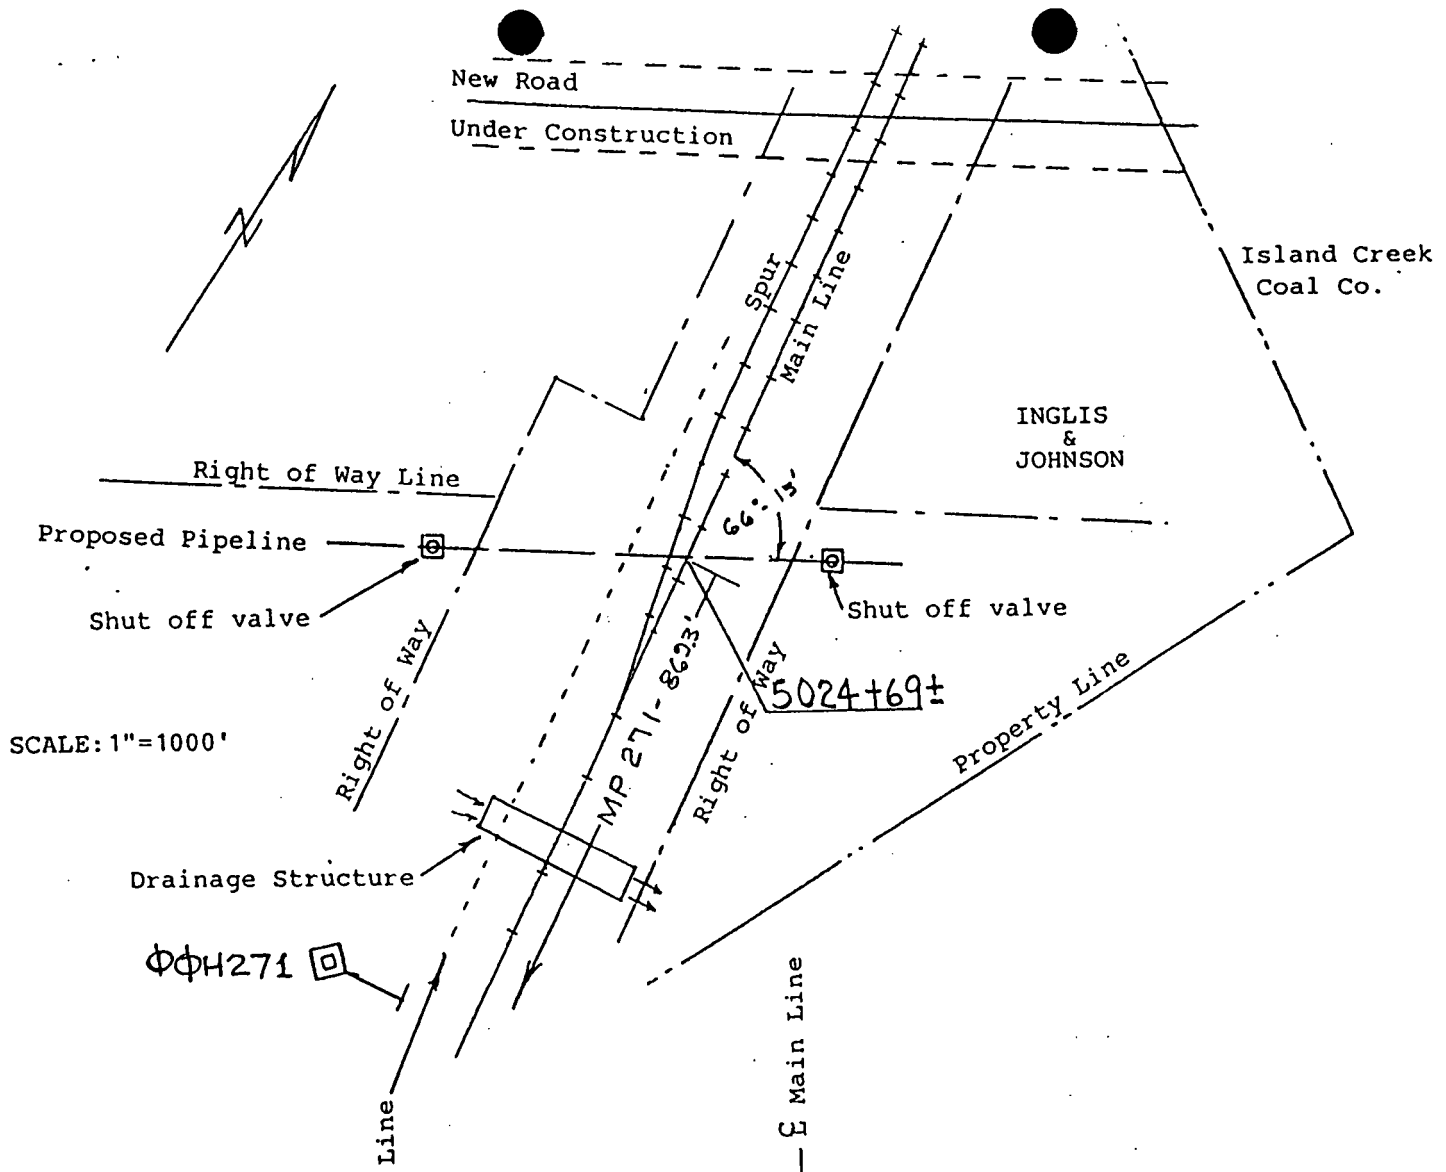 New Road
Under Construction
N
Spur
Main Line
Island Creek
Coal Co.
INGLIS
&
JOHNSON
Right of Way Line
66°-15'
Proposed Pipeline
Shut off valve
Shut off valve
Right of Way
5024+69±
Right of Way
Property Line
SCALE: 1"=1000'
MP 271-
Drainage Structure
ΦΦH271
Line
℄ Main Line